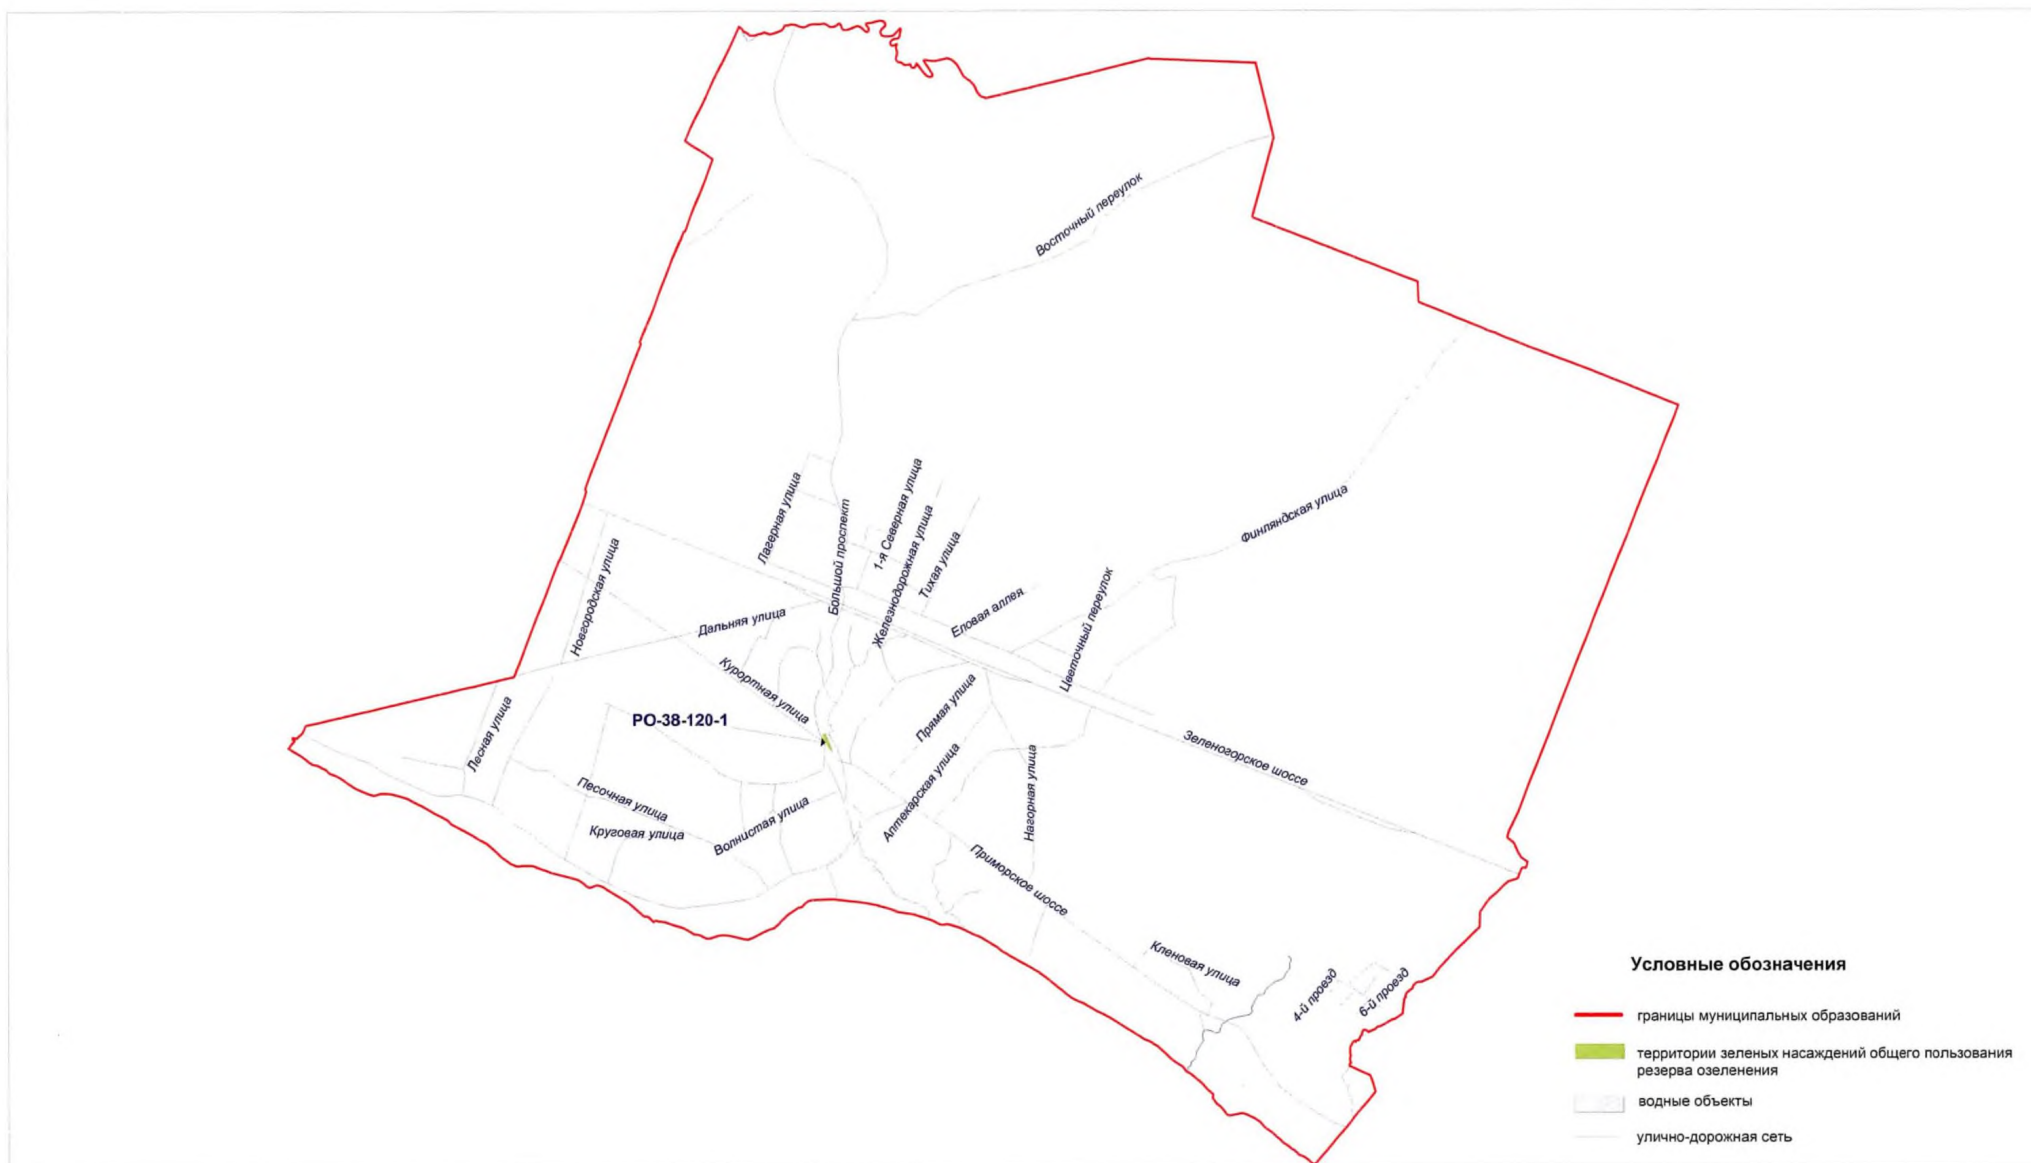 Восточный переулок
Финляндская улица
Лагерная улица
Большой проспект
1-я Северная улица
Железнодорожная улица
Тихая улица
Еловая аллея
Цветочный переулок
Новгородская улица
Дальняя улица
Курортная улица
РО-38-120-1
Лесная улица
Прямая улица
Аптекарская улица
Нагорная улица
Зеленогорское шоссе
Песочная улица
Круговая улица
Волнистая улица
Приморское шоссе
Кленовая улица
4-й проезд
6-й проезд
Условные обозначения
границы муниципальных образований
территории зеленых насаждений общего пользования
резерва озеленения
водные объекты
улично-дорожная сеть